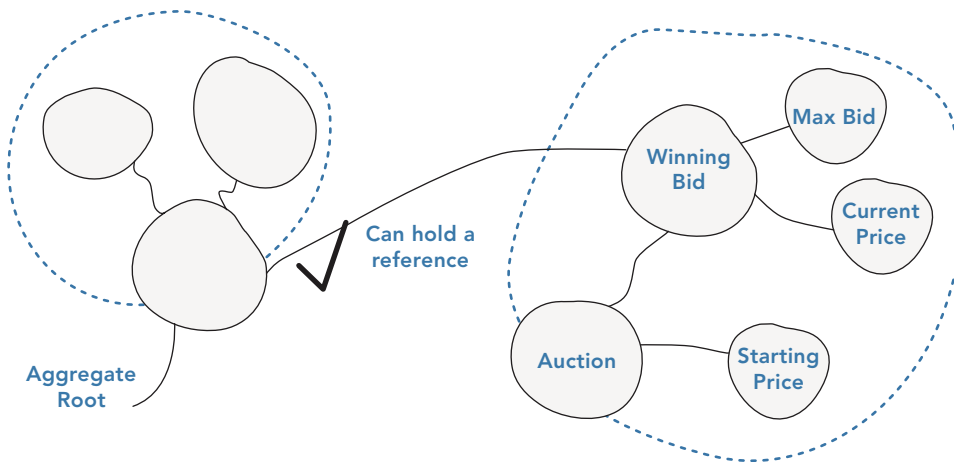 Max Bid
Winning
Bid
Current
Price
Can hold a
reference
Auction
Starting
Price
Aggregate
Root